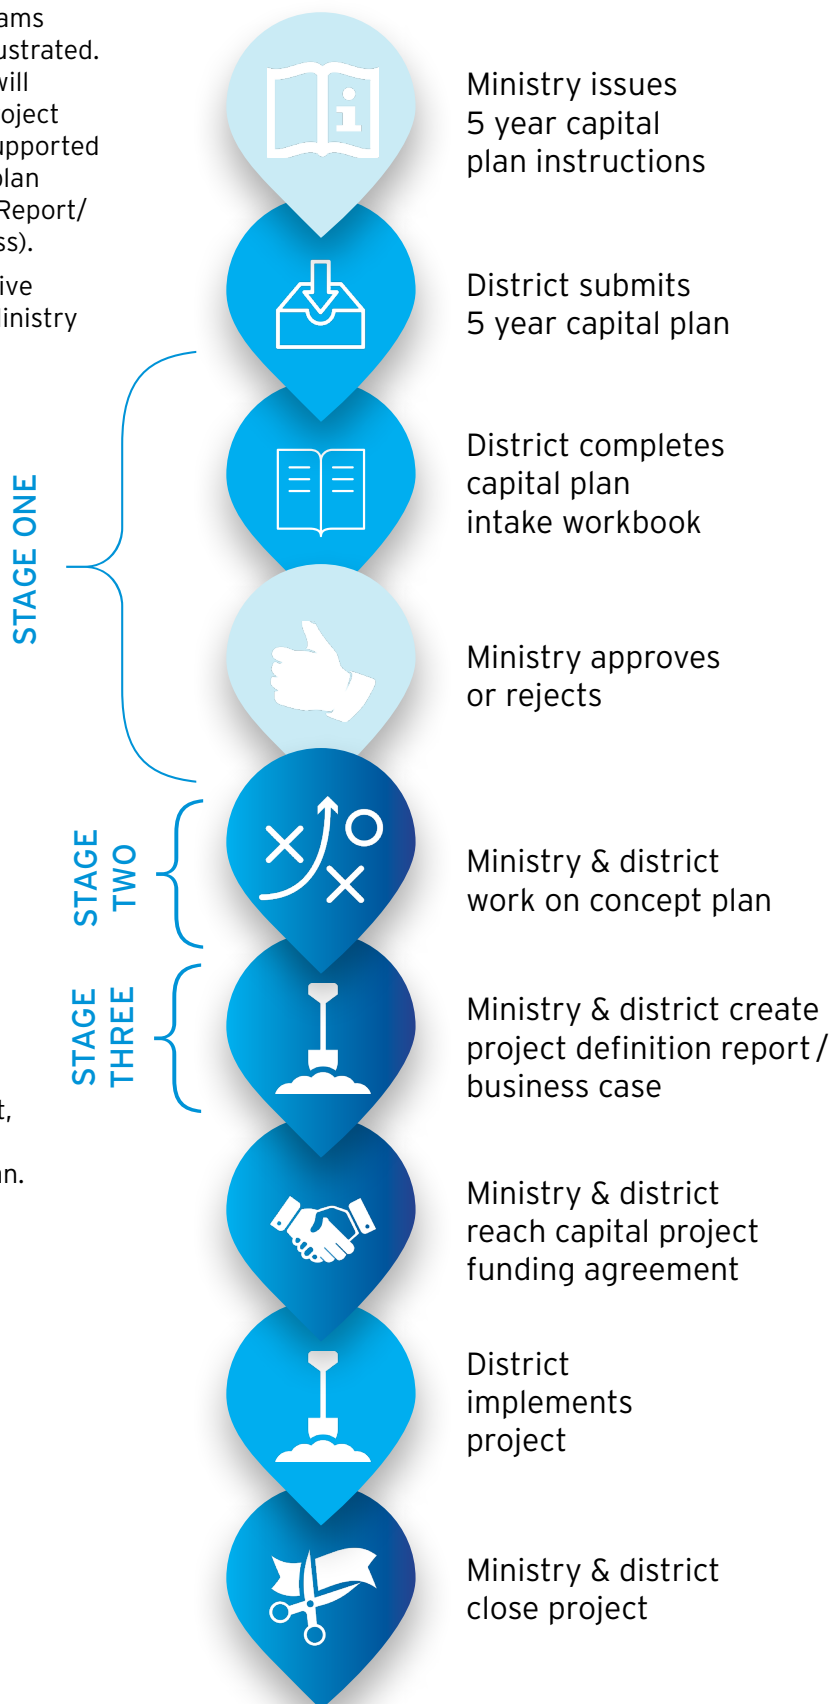 ams
ustrated.
will
oject
upported
plan
Report/
ss).
ive
Ministry
Ministry issues
5 year capital
plan instructions
District submits
5 year capital plan
STAGE ONE
District completes
capital plan
intake workbook
Ministry approves
or rejects
STAGE
TWO
Ministry & district
work on concept plan
STAGE
THREE
Ministry & district create
project definition report /
business case
t,
an.
Ministry & district
reach capital project
funding agreement
District
implements
project
Ministry & district
close project